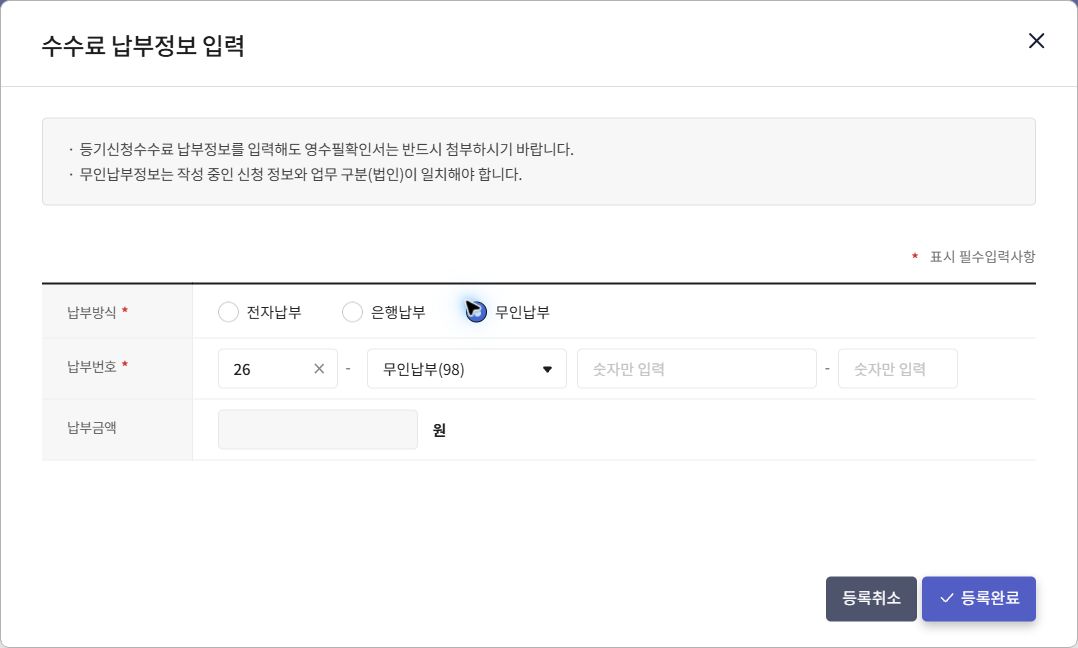 수수료 납부정보 입력
· 등기신청수수료 납부정보를 입력해도 영수필확인서는 반드시 첨부하시기 바랍니다.
· 무인납부정보는 작성 중인 신청 정보와 업무 구분(법인)이 일치해야 합니다.
* 표시 필수입력사항
납부방식 * 전자납부 은행납부 무인납부
납부번호 * 26 - 무인납부(98) 숫자만 입력 - 숫자만 입력
납부금액 원
등록취소 등록완료